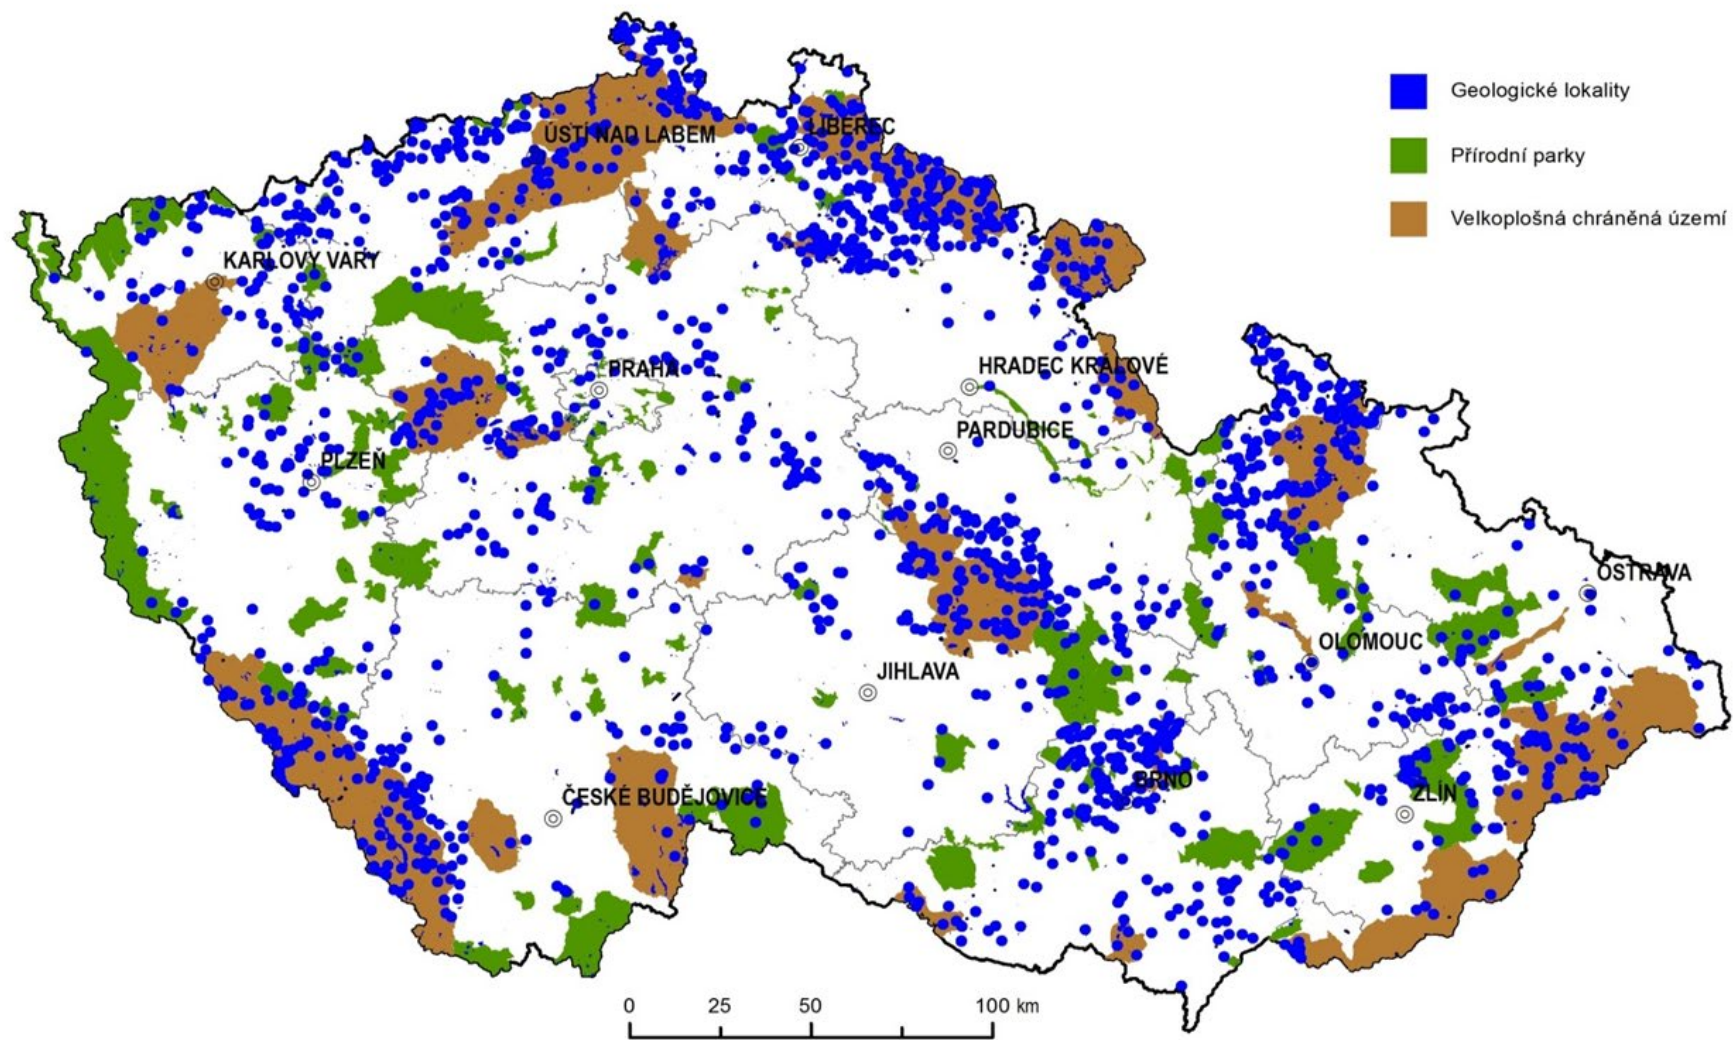 Geologické lokality
Přírodní parky
Velkoplošná chráněná území
ÚSTÍ NAD LABEM
LIBEREC
KARLOVY VARY
PRAHA
HRADEC KRÁLOVÉ
PARDUBICE
PLZEŇ
OSTRAVA
OLOMOUC
JIHLAVA
BRNO
ČESKÉ BUDĚJOVICE
ZLÍN
0 25 50 100 km